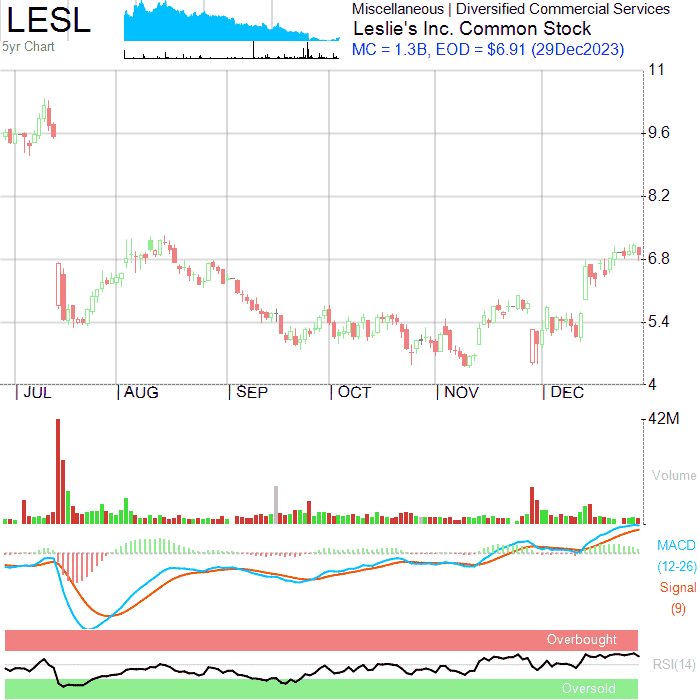 LESL
5yr Chart
Miscellaneous | Diversified Commercial Services
Leslie's Inc. Common Stock
MC = 1.3B, EOD = $6.91 (29Dec2023)
11
9.6
8.2
6.8
5.4
4
JUL AUG SEP OCT NOV DEC
42M
Volume
MACD
(12-26)
Signal
(9)
Overbought
RSI(14)
Oversold